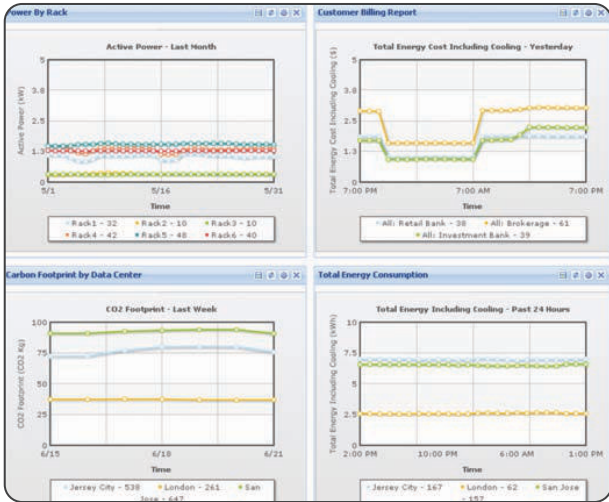 Power By Rack
Active Power - Last Month
Active Power (kW)
5
3.8
2.5
1.3
0
5/1
5/16
5/31
Time
Rack1 - 32
Rack2 - 10
Rack3 - 10
Rack4 - 42
Rack5 - 48
Rack6 - 40
Customer Billing Report
Total Energy Cost Including Cooling - Yesterday
Total Energy Cost Including Cooling ($)
5
3.8
2.5
1.3
0
7:00 PM
7:00 AM
7:00 PM
Time
All: Retail Bank - 38
All: Brokerage - 61
All: Investment Bank - 39
Carbon Footprint by Data Center
CO2 Footprint - Last Week
CO2 Footprint (CO2 Kg)
100
75
50
25
0
6/15
6/18
6/21
Time
Jersey City - 538
London - 261
San
Jose - 647
Total Energy Consumption
Total Energy Including Cooling - Past 24 Hours
Total Energy Including Cooling (kWh)
10
7.5
5
2.5
0
2:00 PM
10:00 PM
6:00 AM
1:00 PM
Time
Jersey City - 167
London - 62
San Jose
- 157